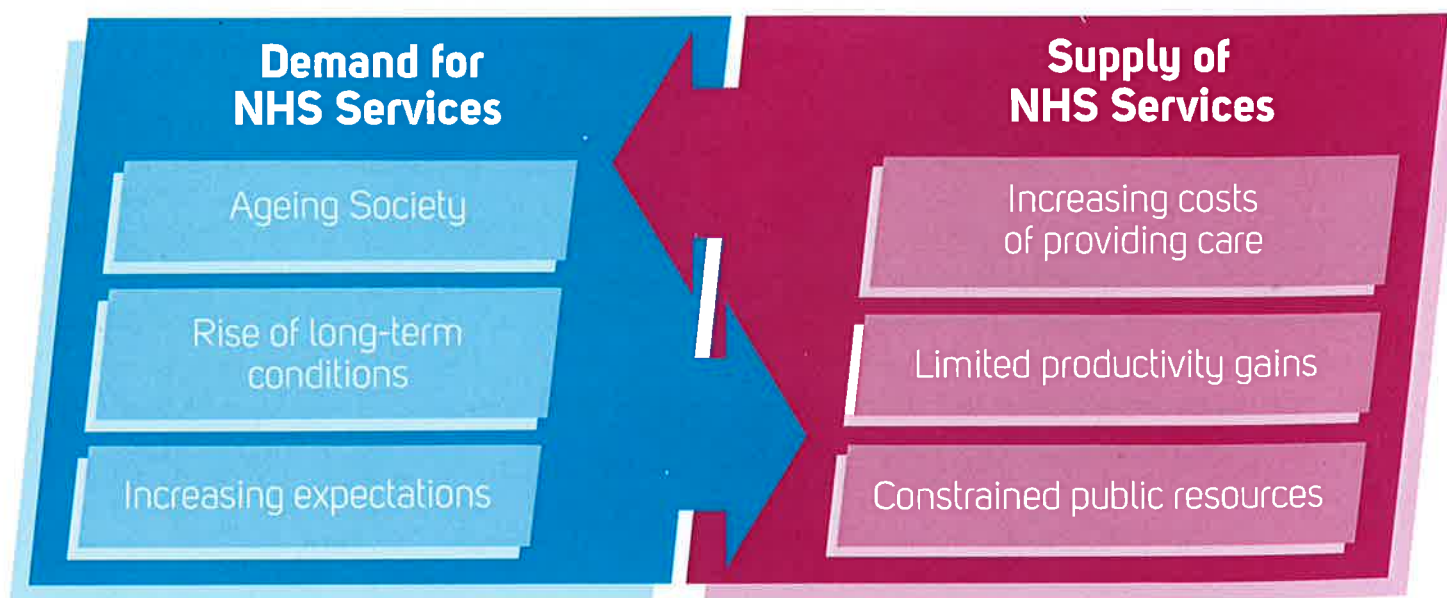 Demand for
NHS Services
Ageing Society
Rise of long-term
conditions
Increasing expectations
Supply of
NHS Services
Increasing costs
of providing care
Limited productivity gains
Constrained public resources